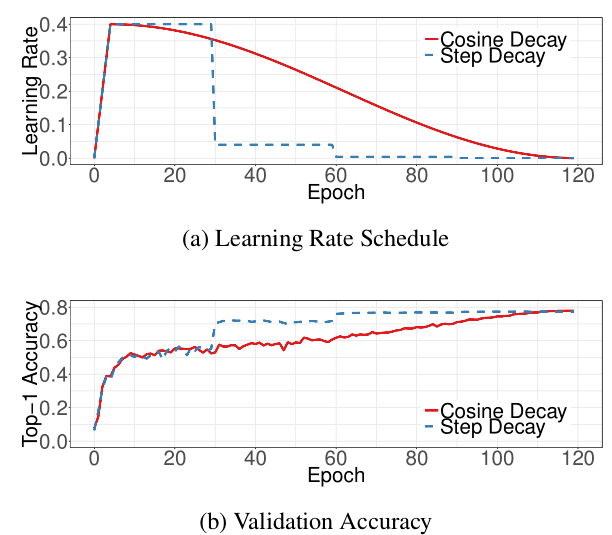 0.4
0.3
0.2
0.1
0.0
Learning Rate
Cosine Decay
Step Decay
0 20 40 60 80 100 120
Epoch
(a) Learning Rate Schedule
0.8
0.6
0.4
0.2
0.0
Top−1 Accuracy
Cosine Decay
Step Decay
0 20 40 60 80 100 120
Epoch
(b) Validation Accuracy